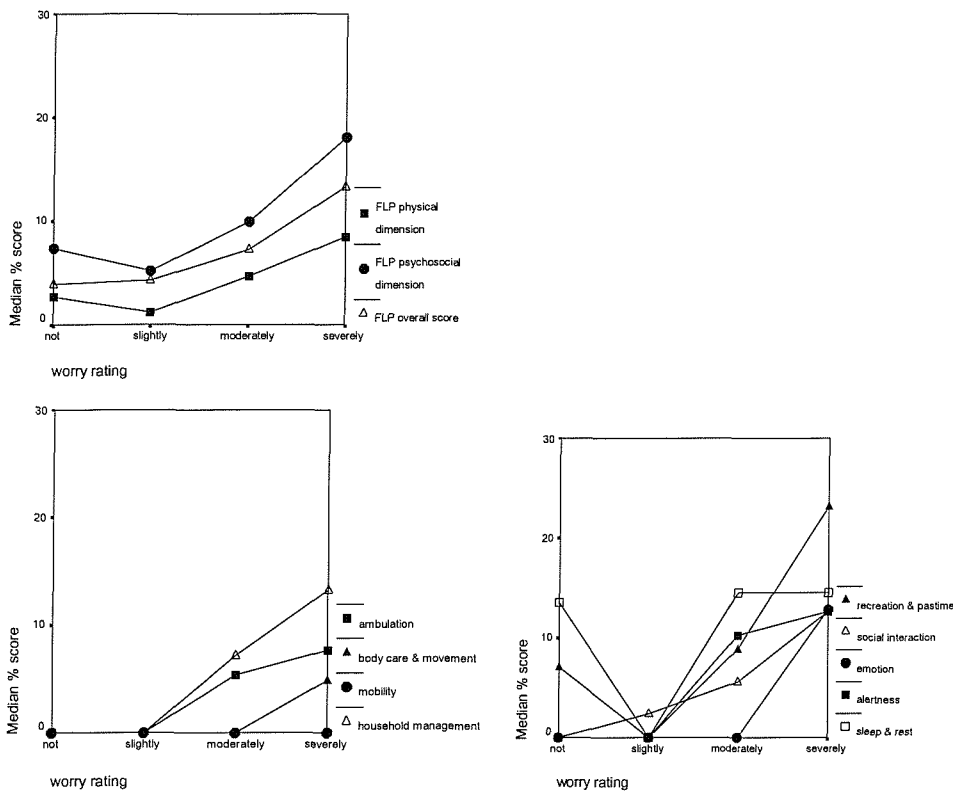 30
20
10
0
Median % score
not slightly moderately severely
worry rating
FLP physical
dimension
FLP psychosocial
dimension
FLP overall score
30
20
10
0
Median % score
not slightly moderately severely
worry rating
ambulation
body care & movement
mobility
household management
30
20
10
0
Median % score
not slightly moderately severely
worry rating
recreation & pastime
social interaction
emotion
alertness
sleep & rest